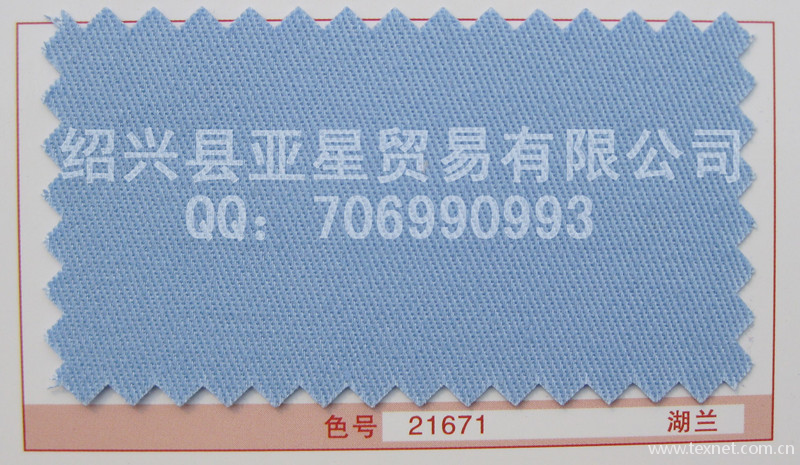 绍兴县亚星贸易有限公司
QQ：706990993
色号 21671 湖兰
www.texnet.com.cn